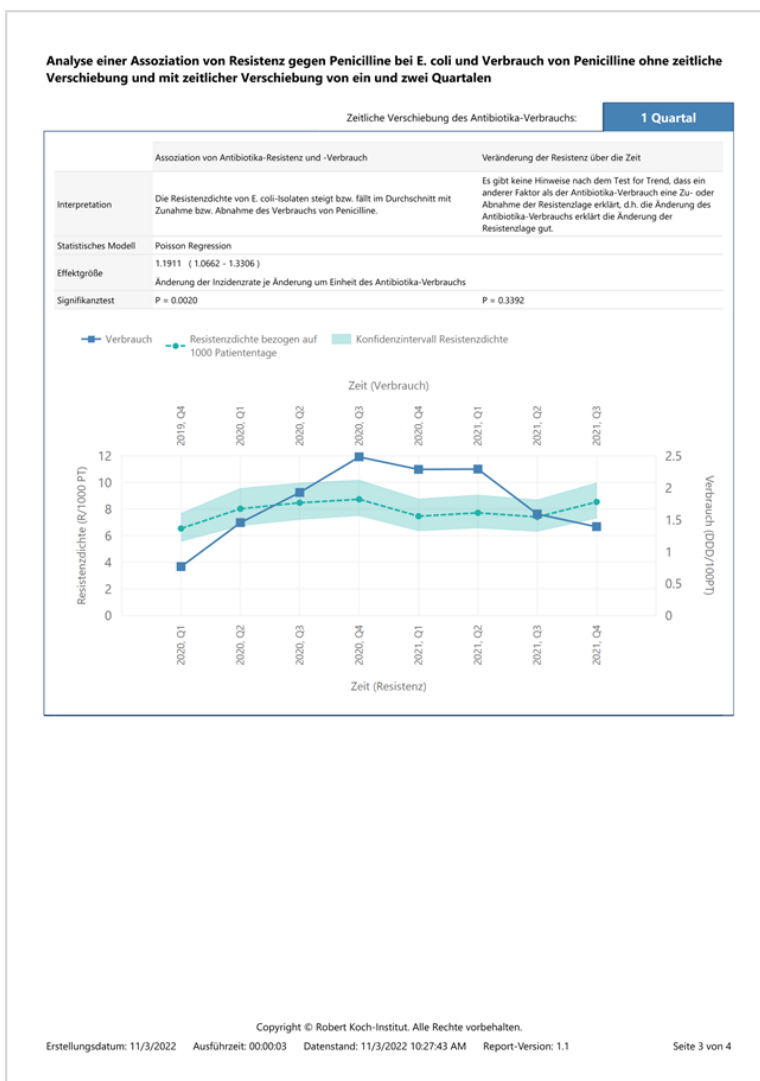 Analyse einer Assoziation von Resistenz gegen Penicilline bei E. coli und Verbrauch von Penicilline ohne zeitliche
Verschiebung und mit zeitlicher Verschiebung von ein und zwei Quartalen
Zeitliche Verschiebung des Antibiotika-Verbrauchs:
1 Quartal
Assoziation von Antibiotika-Resistenz und -Verbrauch
Veränderung der Resistenz über die Zeit
Interpretation
Die Resistenzdichte von E. coli-Isolaten steigt bzw. fällt im Durchschnitt mit
Zunahme bzw. Abnahme des Verbrauchs von Penicilline.
Es gibt keine Hinweise nach dem Test for Trend, dass ein
anderer Faktor als der Antibiotika-Verbrauch eine Zu- oder
Abnahme der Resistenzlage erklärt, d.h. die Änderung des
Antibiotika-Verbrauchs erklärt die Änderung der
Resistenzlage gut.
Statistisches Modell
Poisson Regression
Effektgröße
1.1911 ( 1.0662 - 1.3306 )
Änderung der Inzidenzrate je Änderung um Einheit des Antibiotika-Verbrauchs
Signifikanztest
P = 0.0020
P = 0.3392
Verbrauch
Resistenzdichte bezogen auf
1000 Patiententage
Konfidenzintervall Resistenzdichte
Zeit (Verbrauch)
2019, Q4
2020, Q1
2020, Q2
2020, Q3
2020, Q4
2021, Q1
2021, Q2
2021, Q3
Resistenzdichte (R/1000 PT)
12
10
8
6
4
2
0
2.5
2
1.5
1
0.5
0
Verbrauch (DDD/100PT)
2020, Q1
2020, Q2
2020, Q3
2020, Q4
2021, Q1
2021, Q2
2021, Q3
2021, Q4
Zeit (Resistenz)
Copyright © Robert Koch-Institut. Alle Rechte vorbehalten.
Erstellungsdatum: 11/3/2022 Ausführzeit: 00:00:03 Datenstand: 11/3/2022 10:27:43 AM Report-Version: 1.1 Seite 3 von 4